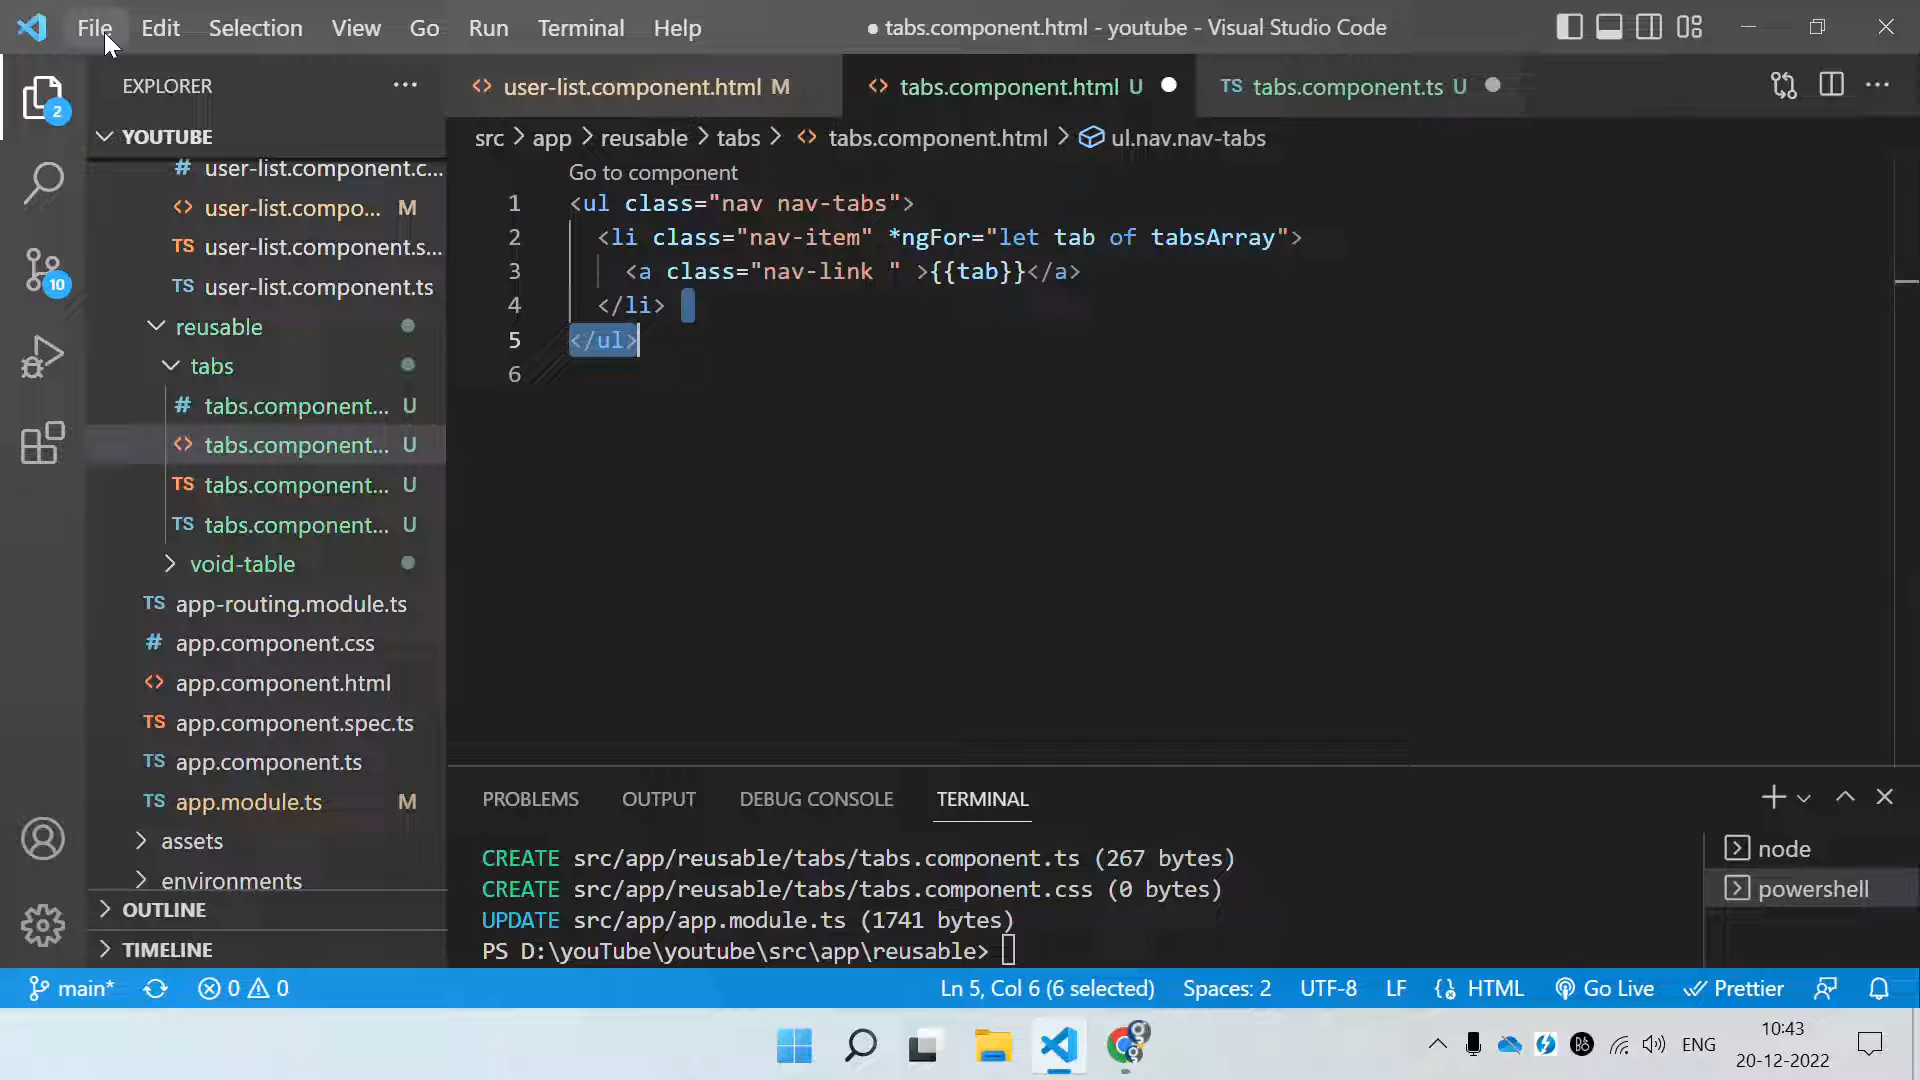 File Edit Selection View Go Run Terminal Help
● tabs.component.html - youtube - Visual Studio Code
EXPLORER
user-list.component.html M
tabs.component.html U
TS tabs.component.ts U
YOUTUBE
src > app > reusable > tabs > <> tabs.component.html > ul.nav.nav-tabs
2
10
# user-list.component.c...
<> user-list.compo... M
TS user-list.component.s...
TS user-list.component.ts
reusable
tabs
# tabs.component... U
<> tabs.component... U
TS tabs.component... U
TS tabs.component... U
void-table
TS app-routing.module.ts
# app.component.css
<> app.component.html
TS app.component.spec.ts
TS app.component.ts
TS app.module.ts M
assets
environments
OUTLINE
TIMELINE
Go to component
1 <ul class="nav nav-tabs">
2 <li class="nav-item" *ngFor="let tab of tabsArray">
3 <a class="nav-link " >{{tab}}</a>
4 </li>
5 </ul>
6
PROBLEMS OUTPUT DEBUG CONSOLE TERMINAL
CREATE src/app/reusable/tabs/tabs.component.ts (267 bytes)
CREATE src/app/reusable/tabs/tabs.component.css (0 bytes)
UPDATE src/app/app.module.ts (1741 bytes)
PS D:\youTube\youtube\src\app\reusable>
node
powershell
main* 0 0
Ln 5, Col 6 (6 selected) Spaces: 2 UTF-8 LF HTML Go Live Prettier
ENG
10:43
20-12-2022